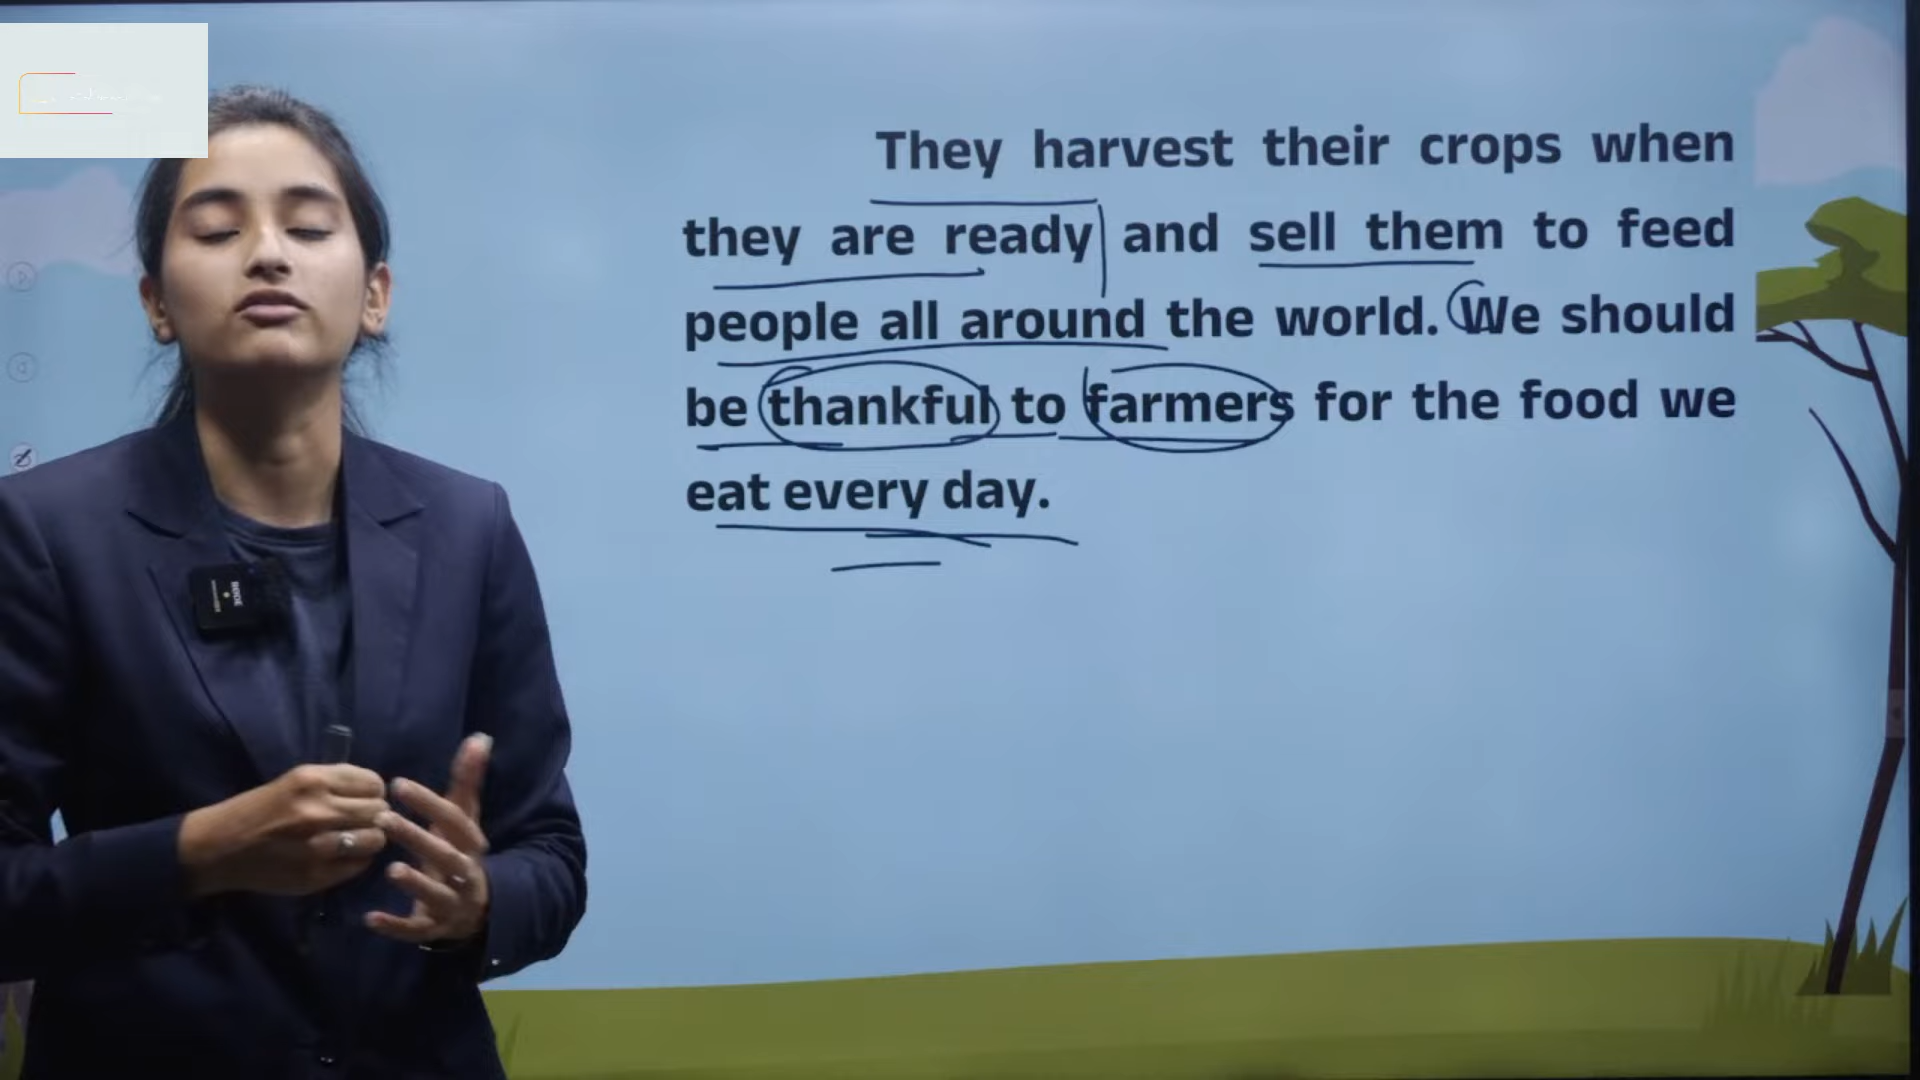 They harvest their crops when
they are ready and sell them to feed
people all around the world. We should
be thankful to farmers for the food we
eat every day.
RODE